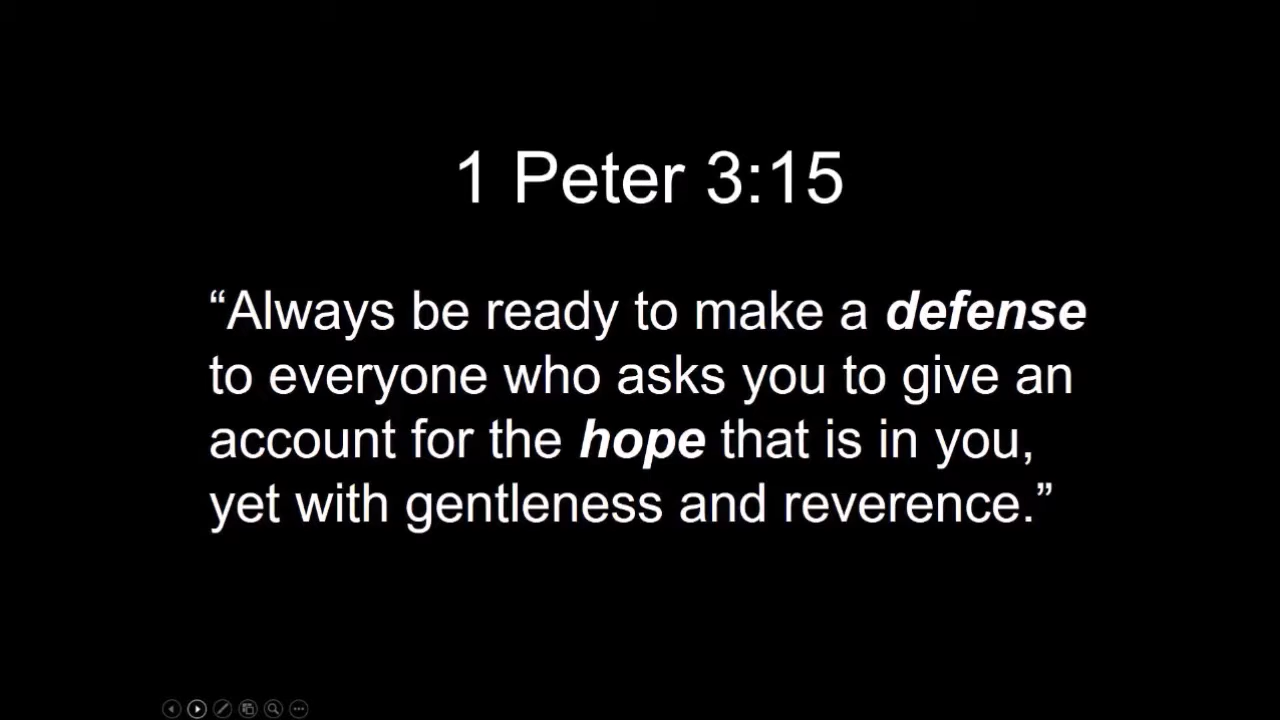 1 Peter 3:15
“Always be ready to make a defense
to everyone who asks you to give an
account for the hope that is in you,
yet with gentleness and reverence.”